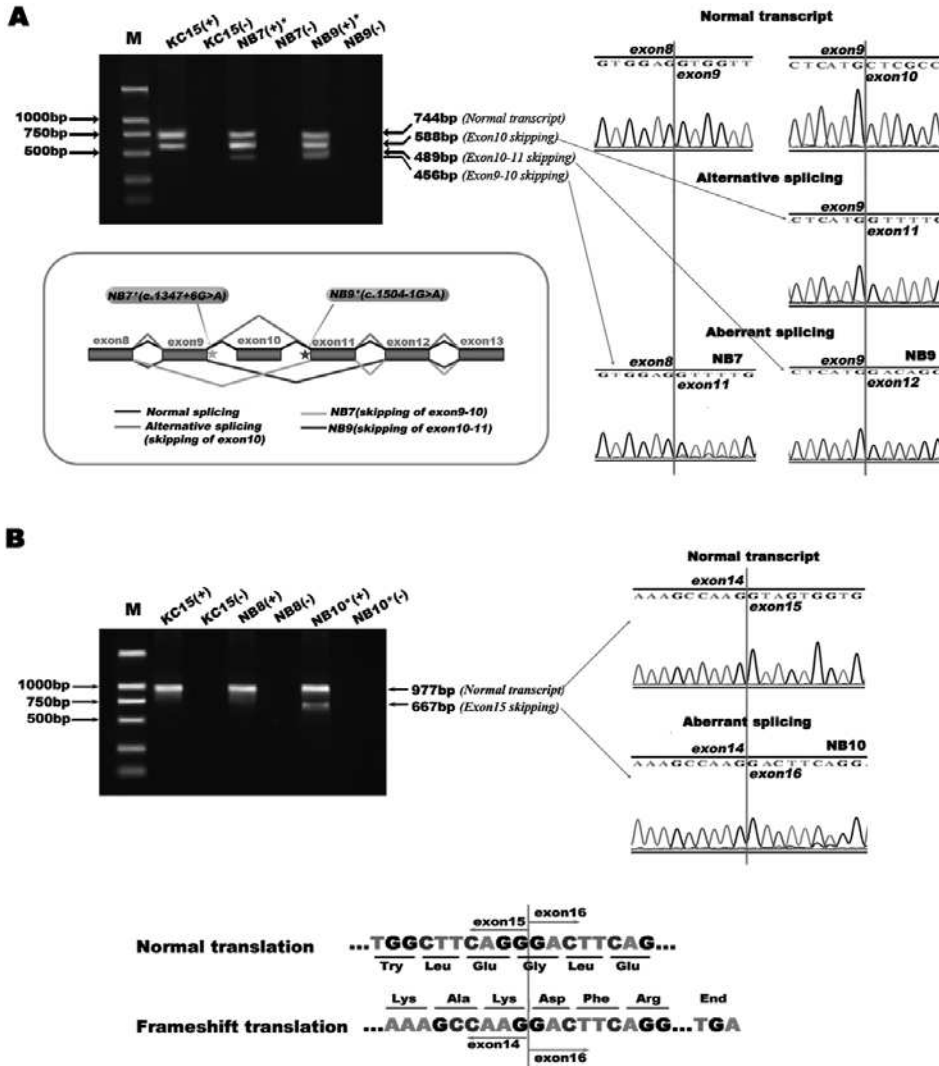 A
M
KC15(+)
KC15(-)
NB7(+)*
NB7(-)
NB9(+)*
NB9(-)
1000bp
750bp
500bp
744bp (Normal transcript)
588bp (Exon10 skipping)
489bp (Exon10-11 skipping)
456bp (Exon9-10 skipping)
Normal transcript
exon8
GTGGAGGTGGTT
exon9
exon9
CTCATGCTCGCC
exon10
Alternative splicing
exon9
CTCATGGTTTTG
exon11
Aberrant splicing
exon8 NB7
GTGGAGGTTTTG
exon11
exon9 NB9
CTCATGGACAGC
exon12
NB7*(c.1347+6G>A)
NB9*(c.1504-1G>A)
exon8 exon9 exon10 exon11 exon12 exon13
Normal splicing
Alternative splicing
(skipping of exon10)
NB7(skipping of exon9-10)
NB9(skipping of exon10-11)
B
M
KC15(+)
KC15(-)
NB8(+)
NB8(-)
NB10*(+)
NB10*(-)
1000bp
750bp
500bp
977bp (Normal transcript)
667bp (Exon15 skipping)
Normal transcript
exon14
AAAGCCAAGGTAGTGGTG
exon15
Aberrant splicing
exon14 NB10
AAAGCCAAGGACTTCAGG
exon16
exon15 exon16
Normal translation ...TGGCTTCAGGGACTTCAG...
Try Leu Glu Gly Leu Glu
Lys Ala Lys Asp Phe Arg End
Frameshift translation ...AAAGCCAAGGACTTCAGG...TGA
exon14 exon16